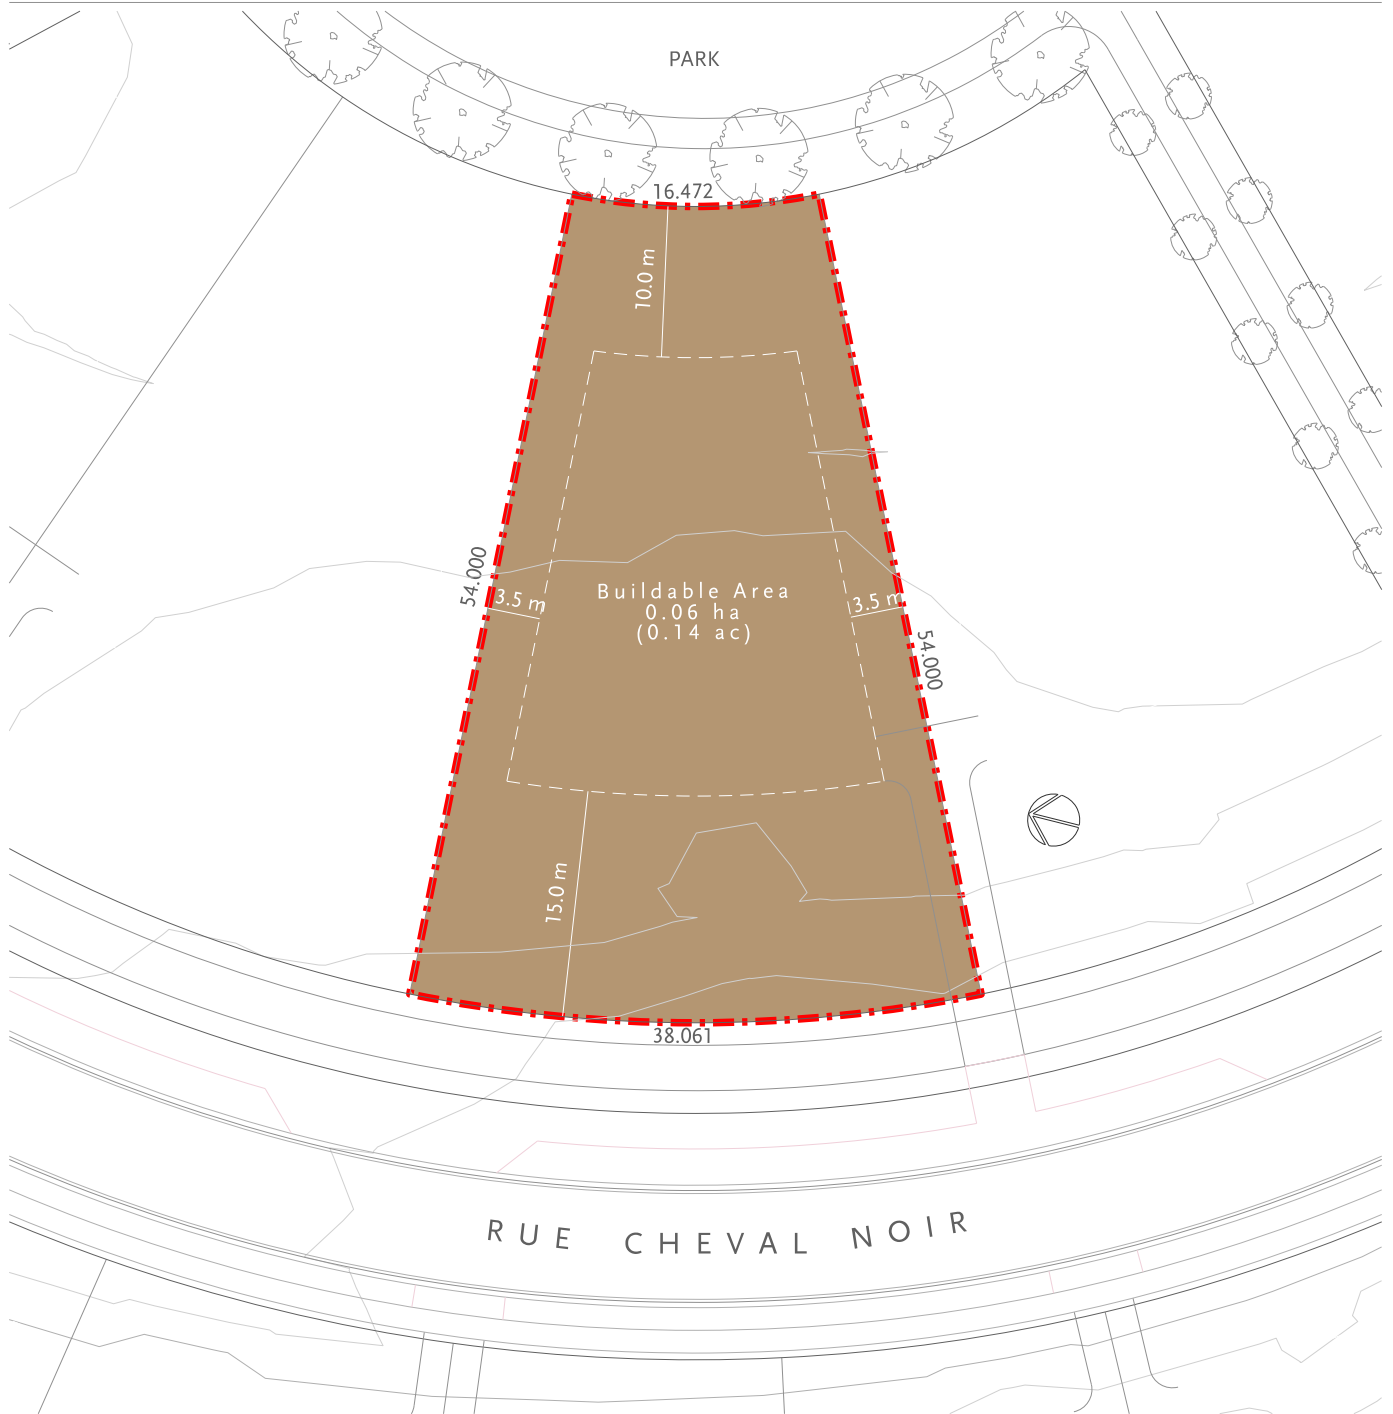 PARK
16.472
10.0 m
54.000
3.5 m
Buildable Area
0.06 ha
(0.14 ac)
3.5 m
54.000
15.0 m
38.061
RUE CHEVAL NOIR